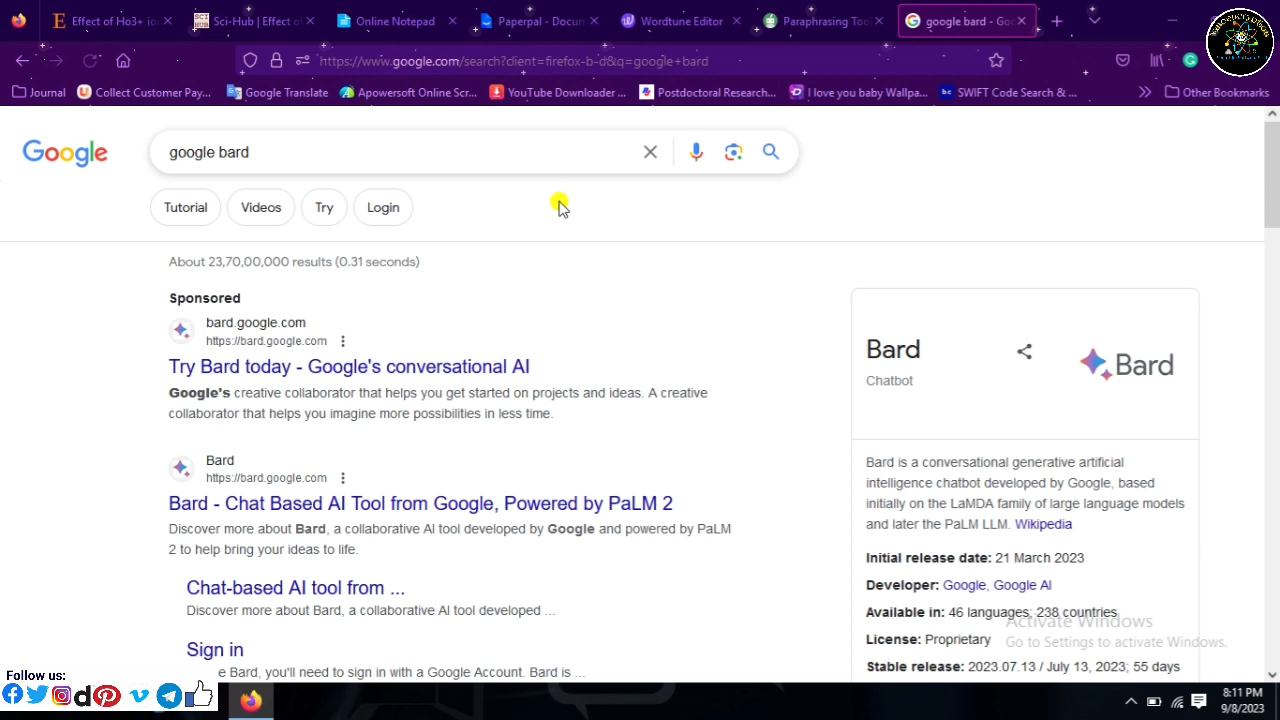 Effect of Ho3+ ion
Sci-Hub | Effect of
Online Notepad
Paperpal - Docum
Wordtune Editor
Paraphrasing Tool
google bard - Goo
https://www.google.com/search?client=firefox-b-d&q=google+bard
Journal
Collect Customer Pay...
Google Translate
Apowersoft Online Scr...
YouTube Downloader ...
Postdoctoral Research...
I love you baby Wallpa...
SWIFT Code Search & ...
Other Bookmarks
Google
google bard
Tutorial
Videos
Try
Login
About 23,70,00,000 results (0.31 seconds)
Sponsored
bard.google.com
https://bard.google.com
Try Bard today - Google's conversational AI
Google's creative collaborator that helps you get started on projects and ideas. A creative
collaborator that helps you imagine more possibilities in less time.
Bard
https://bard.google.com
Bard - Chat Based AI Tool from Google, Powered by PaLM 2
Discover more about Bard, a collaborative AI tool developed by Google and powered by PaLM
2 to help bring your ideas to life.
Chat-based AI tool from ...
Discover more about Bard, a collaborative AI tool developed ...
Sign in
e Bard, you'll need to sign in with a Google Account. Bard is ...
Bard
Chatbot
Bard
Bard is a conversational generative artificial
intelligence chatbot developed by Google, based
initially on the LaMDA family of large language models
and later the PaLM LLM. Wikipedia
Initial release date: 21 March 2023
Developer: Google, Google AI
Available in: 46 languages; 238 countries
License: Proprietary
Stable release: 2023.07.13 / July 13, 2023; 55 days
Activate Windows
Go to Settings to activate Windows.
Follow us:
8:11 PM
9/8/2023